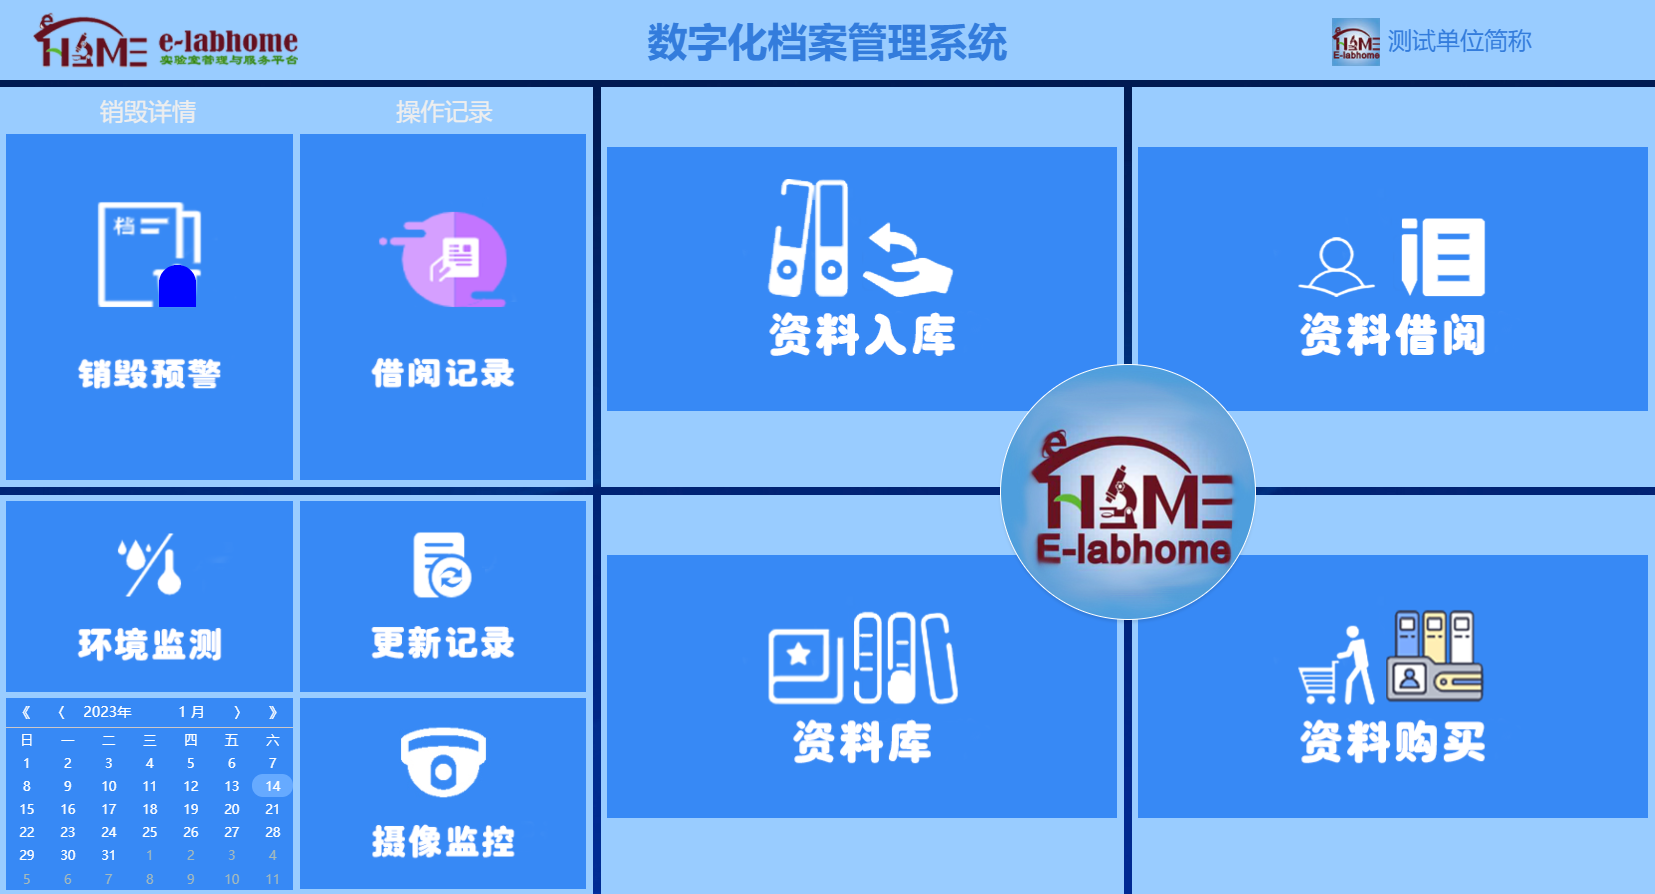 e
HOME e-labhome
实验室管理与服务平台
数字化档案管理系统
e
HOME
E-labhome
测试单位简称
销毁详情 操作记录
档
销毁预警
借阅记录
资料入库
资料借阅
e
HOME
E-labhome
环境监测
更新记录
资料库
资料购买
《 〈 2023年 1 月 〉 》
日 一 二 三 四 五 六
1 2 3 4 5 6 7
8 9 10 11 12 13 14
15 16 17 18 19 20 21
22 23 24 25 26 27 28
29 30 31 1 2 3 4
5 6 7 8 9 10 11
摄像监控